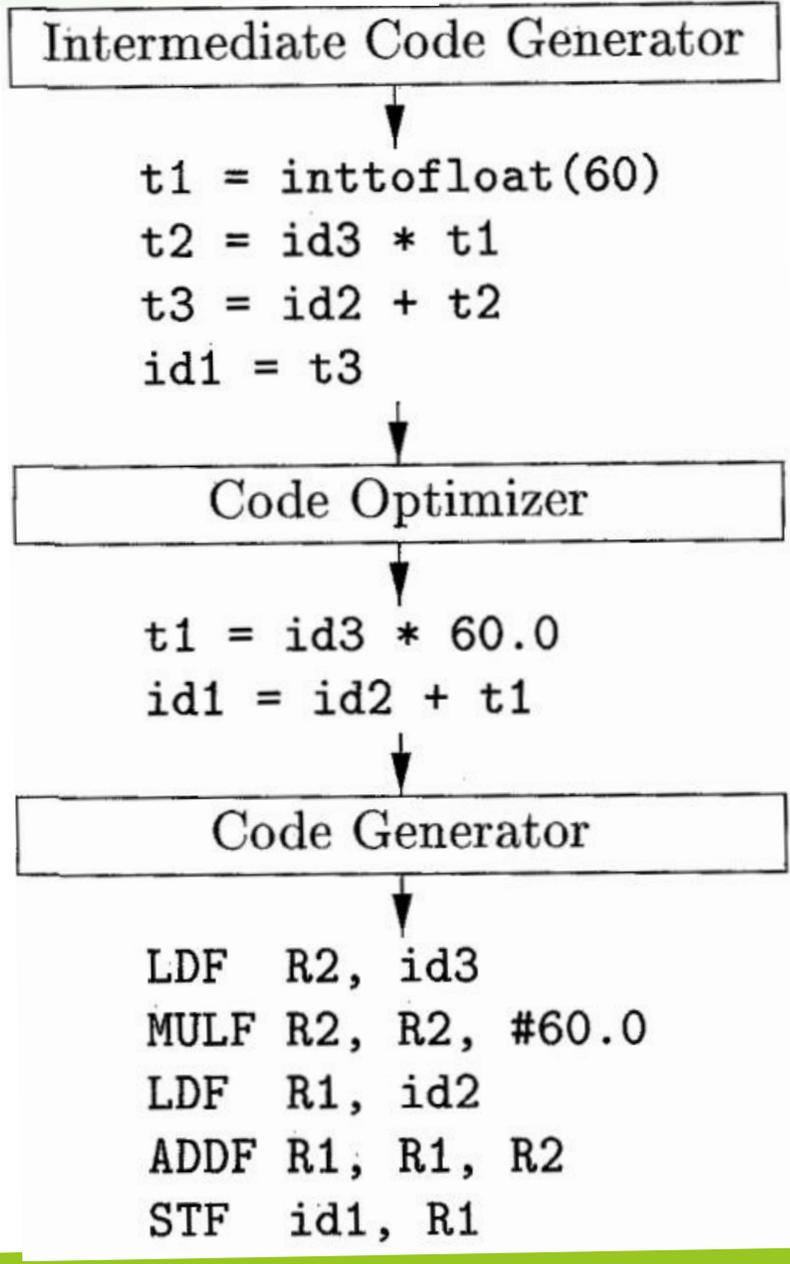 Intermediate Code Generator
t1 = inttofloat(60)
t2 = id3 * t1
t3 = id2 + t2
id1 = t3
Code Optimizer
t1 = id3 * 60.0
id1 = id2 + t1
Code Generator
LDF R2, id3
MULF R2, R2, #60.0
LDF R1, id2
ADDF R1, R1, R2
STF id1, R1